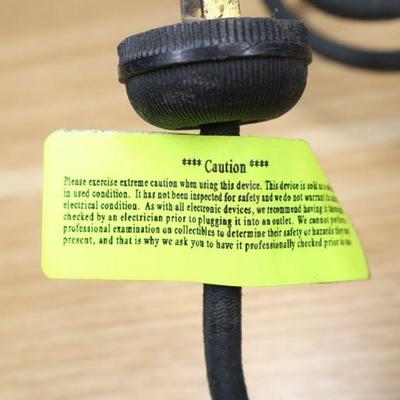 **** Caution ****
Please exercise extreme caution when using this device. This device is sold as a
in used condition. It has not been inspected for safety and we do not warrant
electrical condition. As with all electronic devices, we recommend having it
checked by an electrician prior to plugging it into an outlet. We cannot
professional examination on collectibles to determine their safety or hazards
present, and that is why we ask you to have it professionally checked prior to